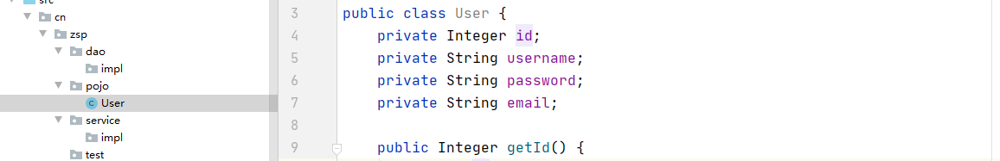 src
cn
zsp
dao
impl
pojo
User
service
impl
test
3 public class User {
4 private Integer id;
5 private String username;
6 private String password;
7 private String email;
8
9 public Integer getId() {